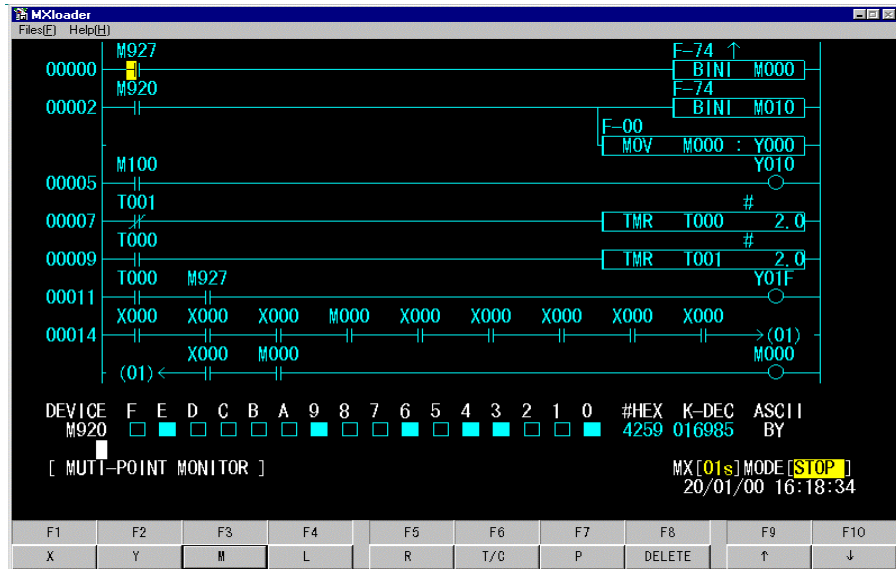 MXloader
Files(F) Help(H)
M927 F-74 ↑
00000 BINI M000
M920 F-74
00002 BINI M010
F-00
MOV M000 : Y000
M100 Y010
00005
T001 #
00007 TMR T000 2.0
T000 #
00009 TMR T001 2.0
T000 M927 Y01F
00011
X000 X000 X000 M000 X000 X000 X000 X000 X000
00014 (01)
X000 M000 M000
(01)
DEVICE F E D C B A 9 8 7 6 5 4 3 2 1 0 #HEX K-DEC ASCII
M920 4259 016985 BY
[ MUTI-POINT MONITOR ] MX[01s]MODE[STOP ]
20/01/00 16:18:34
F1 F2 F3 F4 F5 F6 F7 F8 F9 F10
X Y M L R T/C P DELETE ↑ ↓